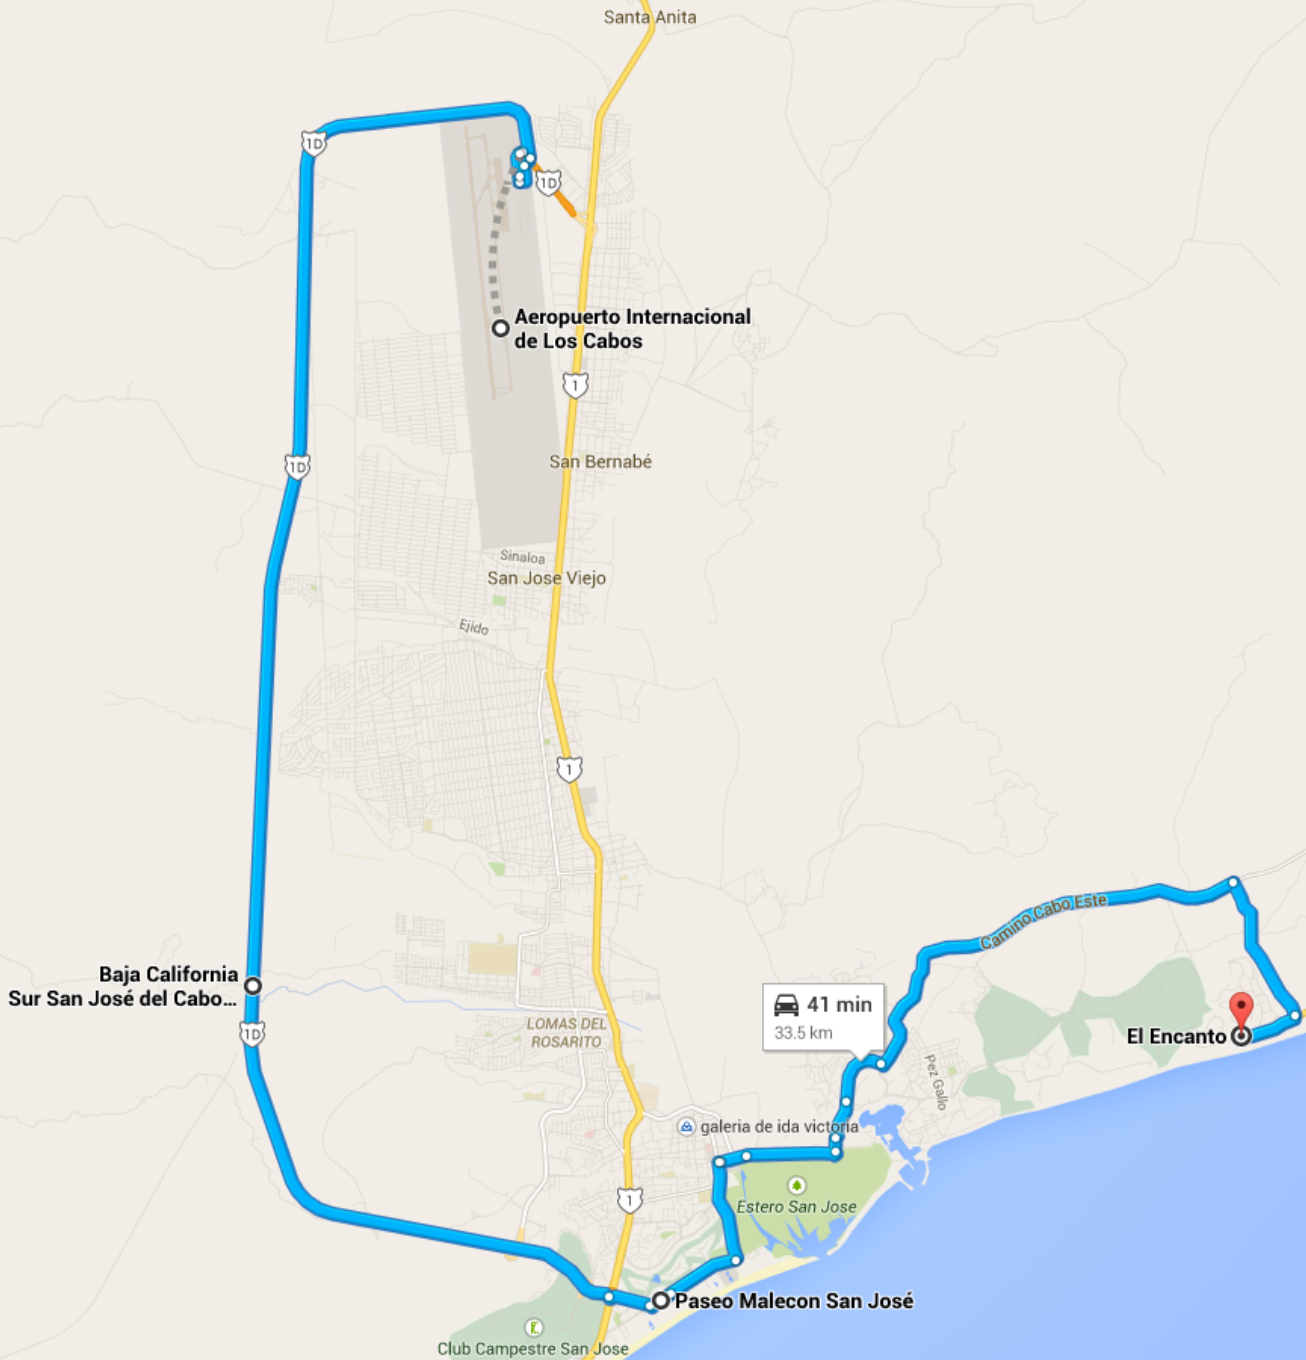 Santa Anita
1D
1D
Aeropuerto Internacional
de Los Cabos
1
San Bernabé
1D
Sinaloa
San Jose Viejo
Ejido
1
Camino Cabo Este
Baja California
Sur San José del Cabo...
1D
LOMAS DEL
ROSARITO
41 min
33.5 km
El Encanto
Pez Gallo
galeria de ida victoria
1
Estero San Jose
Paseo Malecon San José
Club Campestre San Jose